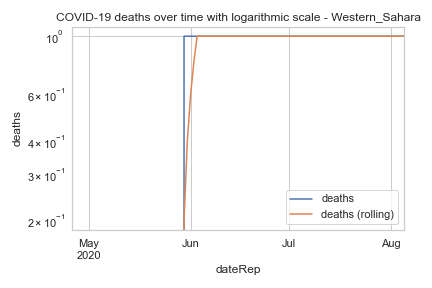 COVID-19 deaths over time with logarithmic scale - Western_Sahara
10⁰
6 × 10⁻¹
4 × 10⁻¹
3 × 10⁻¹
2 × 10⁻¹
deaths
deaths
deaths (rolling)
May
2020
Jun
Jul
Aug
dateRep